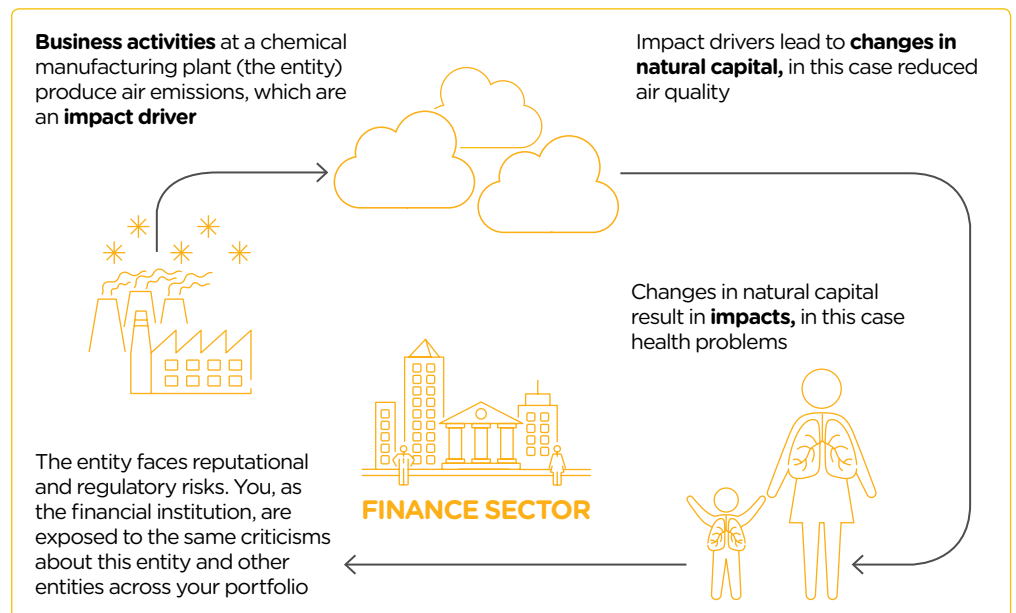 Business activities at a chemical
manufacturing plant (the entity)
produce air emissions, which are
an impact driver
Impact drivers lead to changes in
natural capital, in this case reduced
air quality
Changes in natural capital
result in impacts, in this case
health problems
The entity faces reputational
and regulatory risks. You, as
the financial institution, are
exposed to the same criticisms
about this entity and other
entities across your portfolio
FINANCE SECTOR